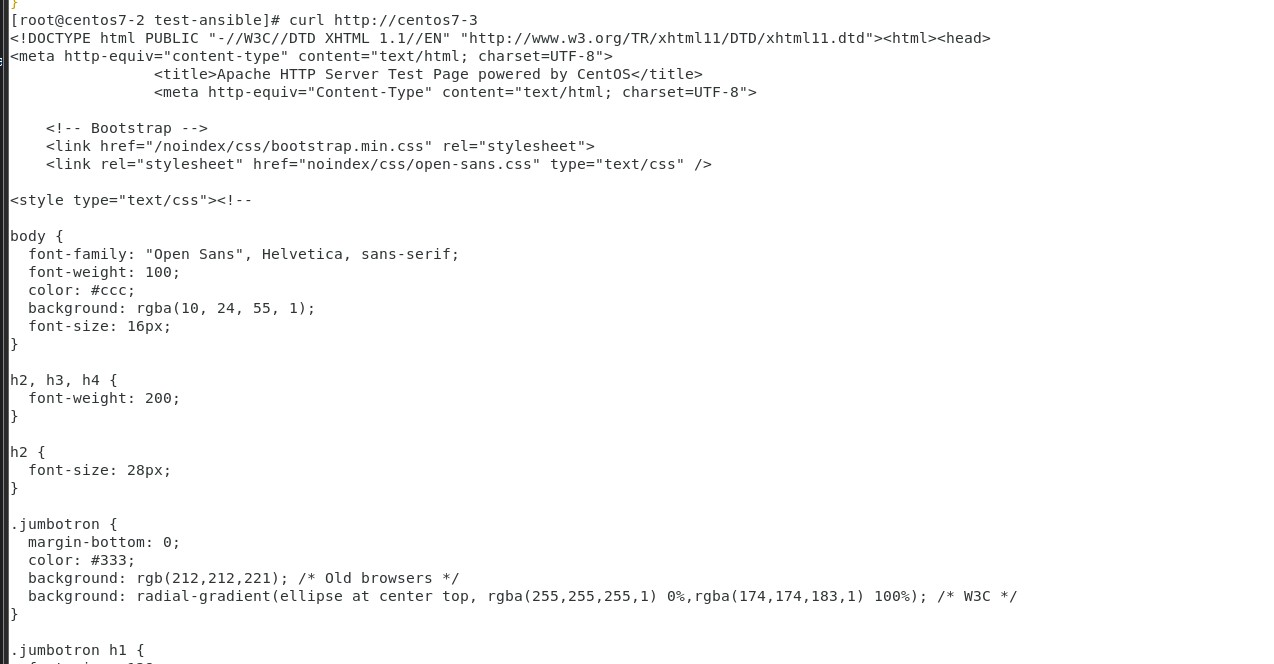 }
[root@centos7-2 test-ansible]# curl http://centos7-3
<!DOCTYPE html PUBLIC "-//W3C//DTD XHTML 1.1//EN" "http://www.w3.org/TR/xhtml11/DTD/xhtml11.dtd"><html><head>
<meta http-equiv="content-type" content="text/html; charset=UTF-8">
                <title>Apache HTTP Server Test Page powered by CentOS</title>
                <meta http-equiv="Content-Type" content="text/html; charset=UTF-8">

    <!-- Bootstrap -->
    <link href="/noindex/css/bootstrap.min.css" rel="stylesheet">
    <link rel="stylesheet" href="noindex/css/open-sans.css" type="text/css" />

<style type="text/css"><!--

body {
  font-family: "Open Sans", Helvetica, sans-serif;
  font-weight: 100;
  color: #ccc;
  background: rgba(10, 24, 55, 1);
  font-size: 16px;
}

h2, h3, h4 {
  font-weight: 200;
}

h2 {
  font-size: 28px;
}

.jumbotron {
  margin-bottom: 0;
  color: #333;
  background: rgb(212,212,221); /* Old browsers */
  background: radial-gradient(ellipse at center top, rgba(255,255,255,1) 0%,rgba(174,174,183,1) 100%); /* W3C */
}

.jumbotron h1 {